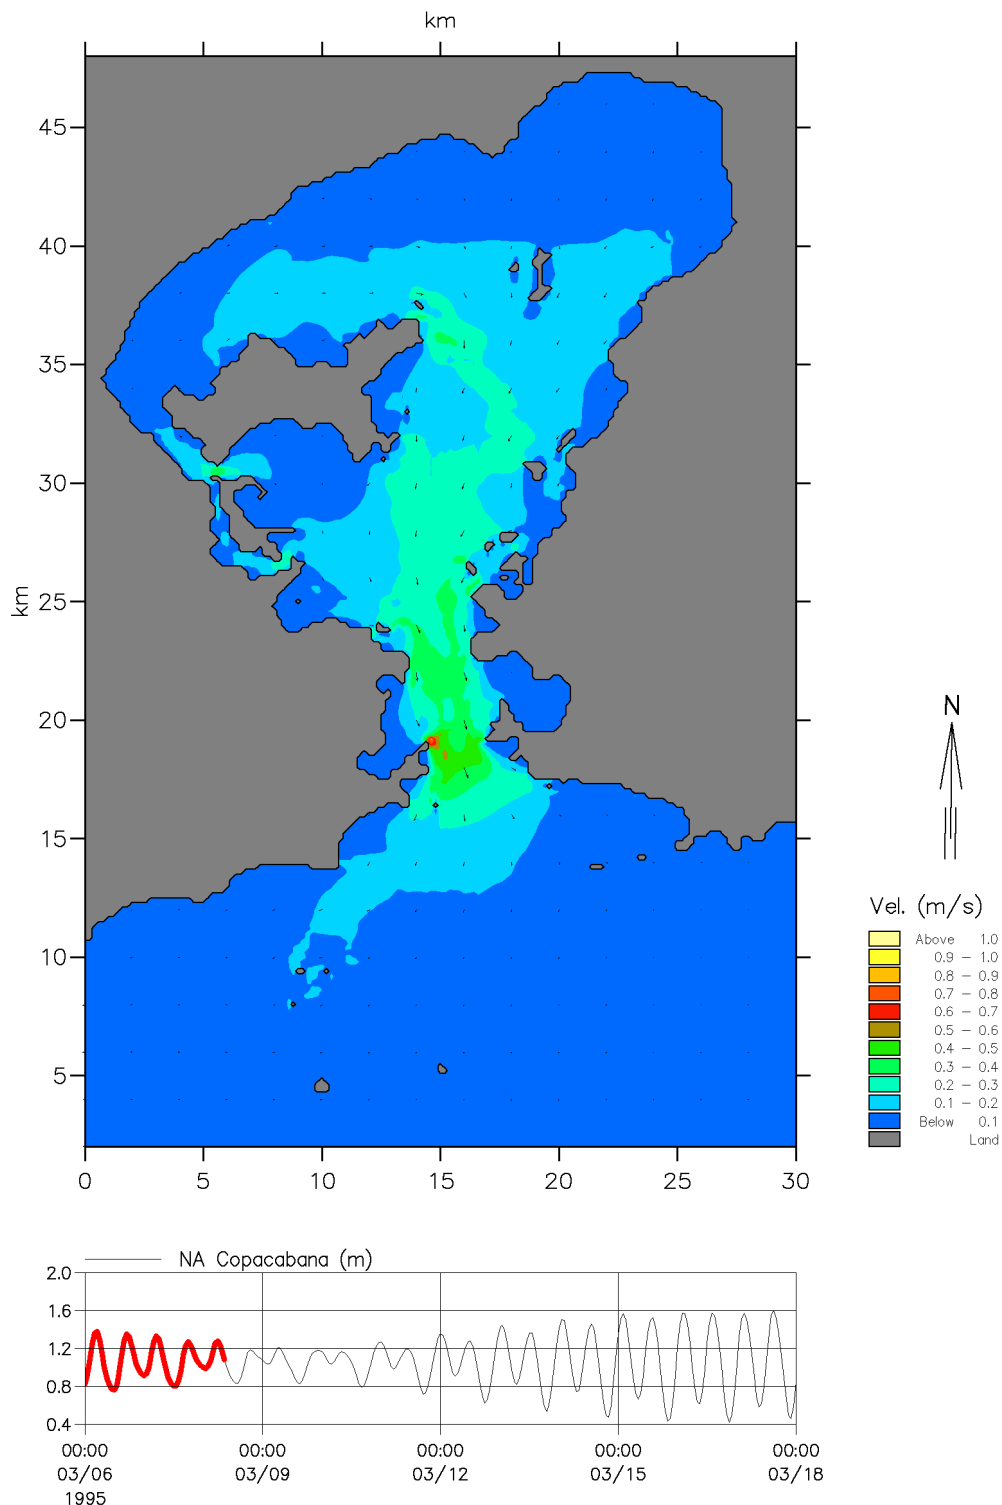 km
45
40
35
30
25
20
15
10
5
km
0 5 10 15 20 25 30
N
Vel. (m/s)
Above 1.0
0.9 - 1.0
0.8 - 0.9
0.7 - 0.8
0.6 - 0.7
0.5 - 0.6
0.4 - 0.5
0.3 - 0.4
0.2 - 0.3
0.1 - 0.2
Below 0.1
Land
NA Copacabana (m)
2.0
1.6
1.2
0.8
0.4
00:00 00:00 00:00 00:00 00:00
03/06 03/09 03/12 03/15 03/18
1995